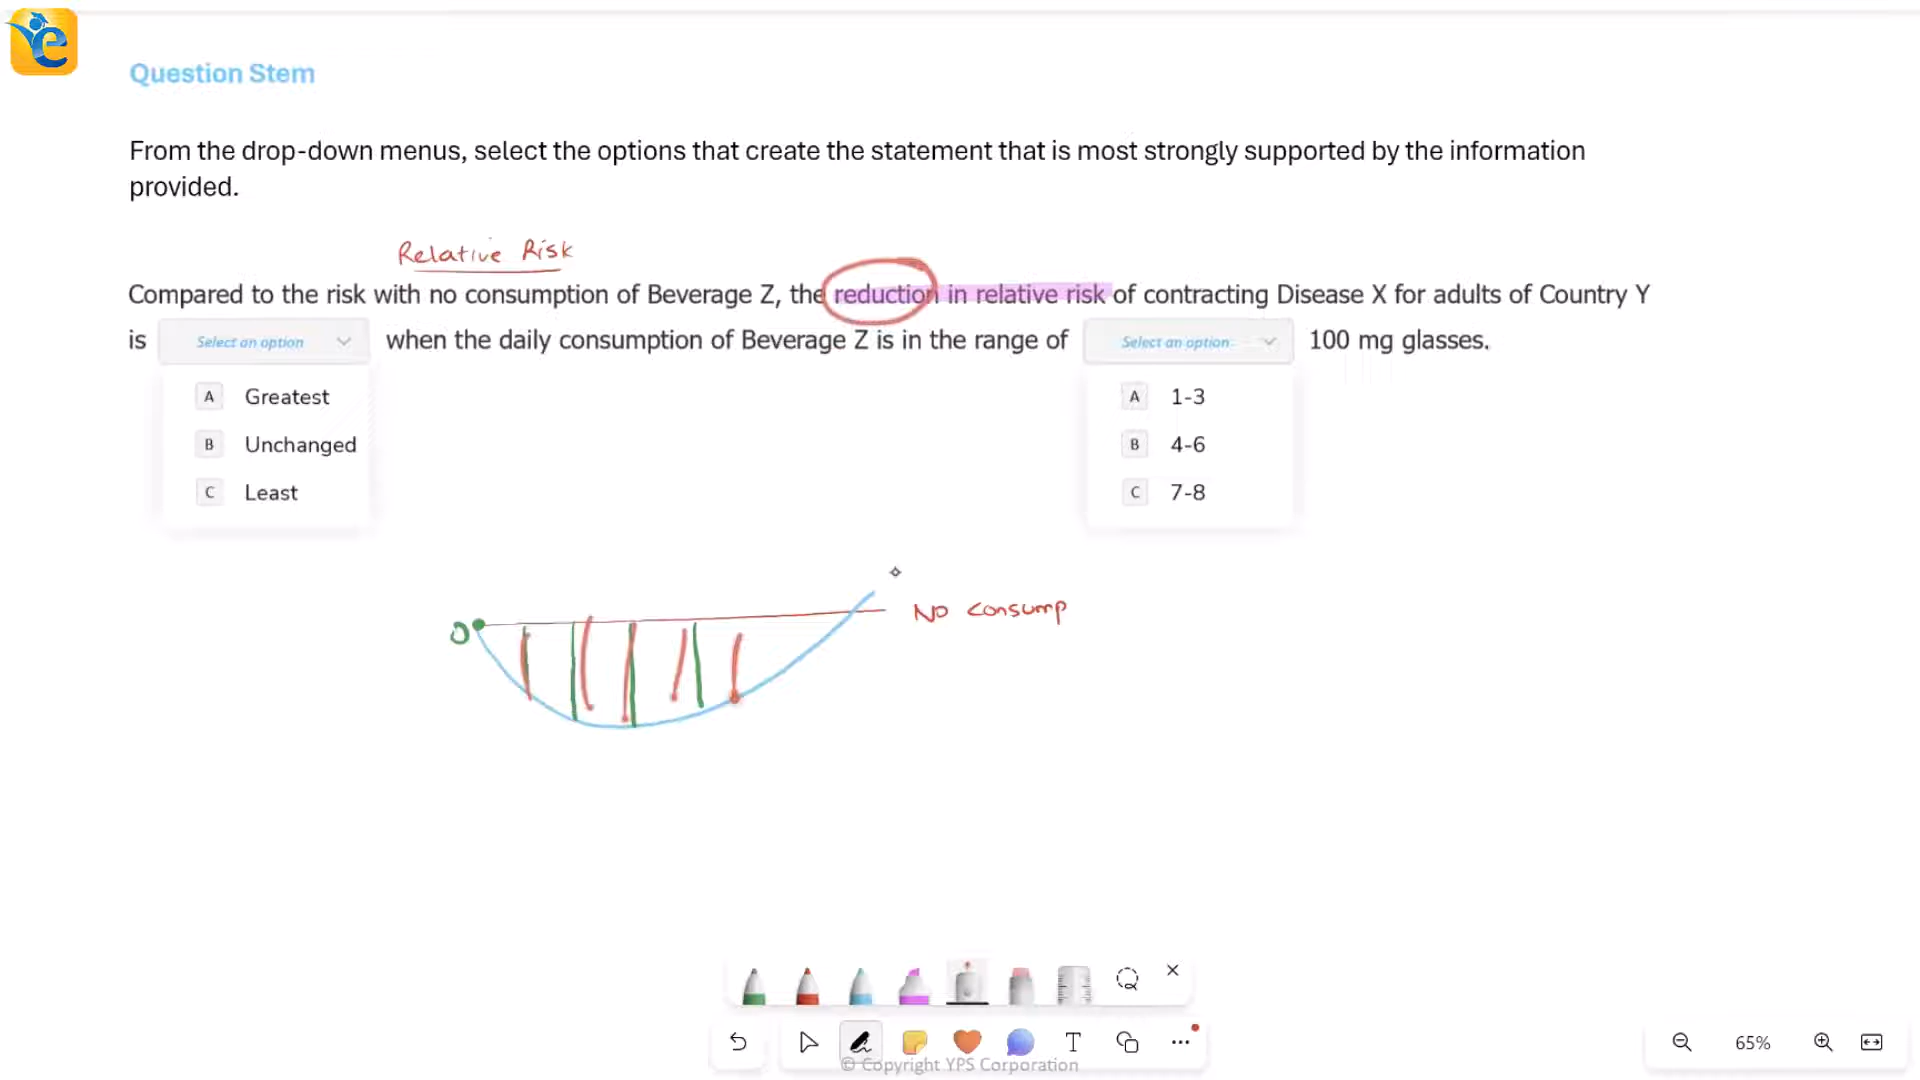 Question Stem
From the drop-down menus, select the options that create the statement that is most strongly supported by the information
provided.
Relative Risk
Compared to the risk with no consumption of Beverage Z, the reduction in relative risk of contracting Disease X for adults of Country Y
is Select an option when the daily consumption of Beverage Z is in the range of Select an option 100 mg glasses.
A Greatest
B Unchanged
C Least
A 1-3
B 4-6
C 7-8
0
No Consump
T
65%
© Copyright YPS Corporation